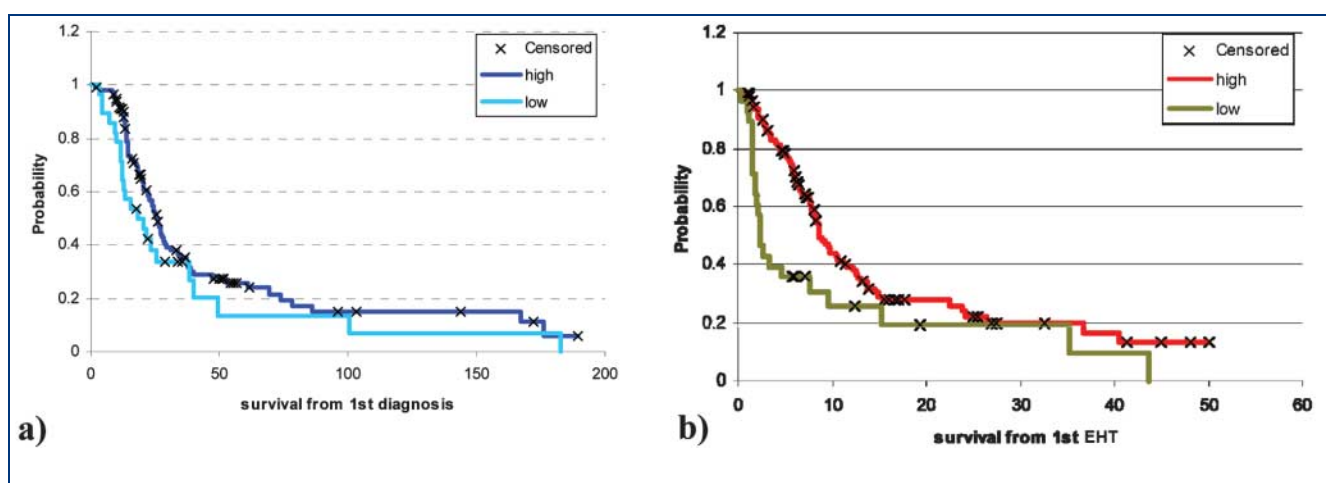 1.2
1
0.8
0.6
0.4
0.2
0
Probability
0 50 100 150 200
survival from 1st diagnosis
Censored
high
low
a)
1.2
1
0.8
0.6
0.4
0.2
0
Probability
0 10 20 30 40 50 60
survival from 1st EHT
Censored
high
low
b)